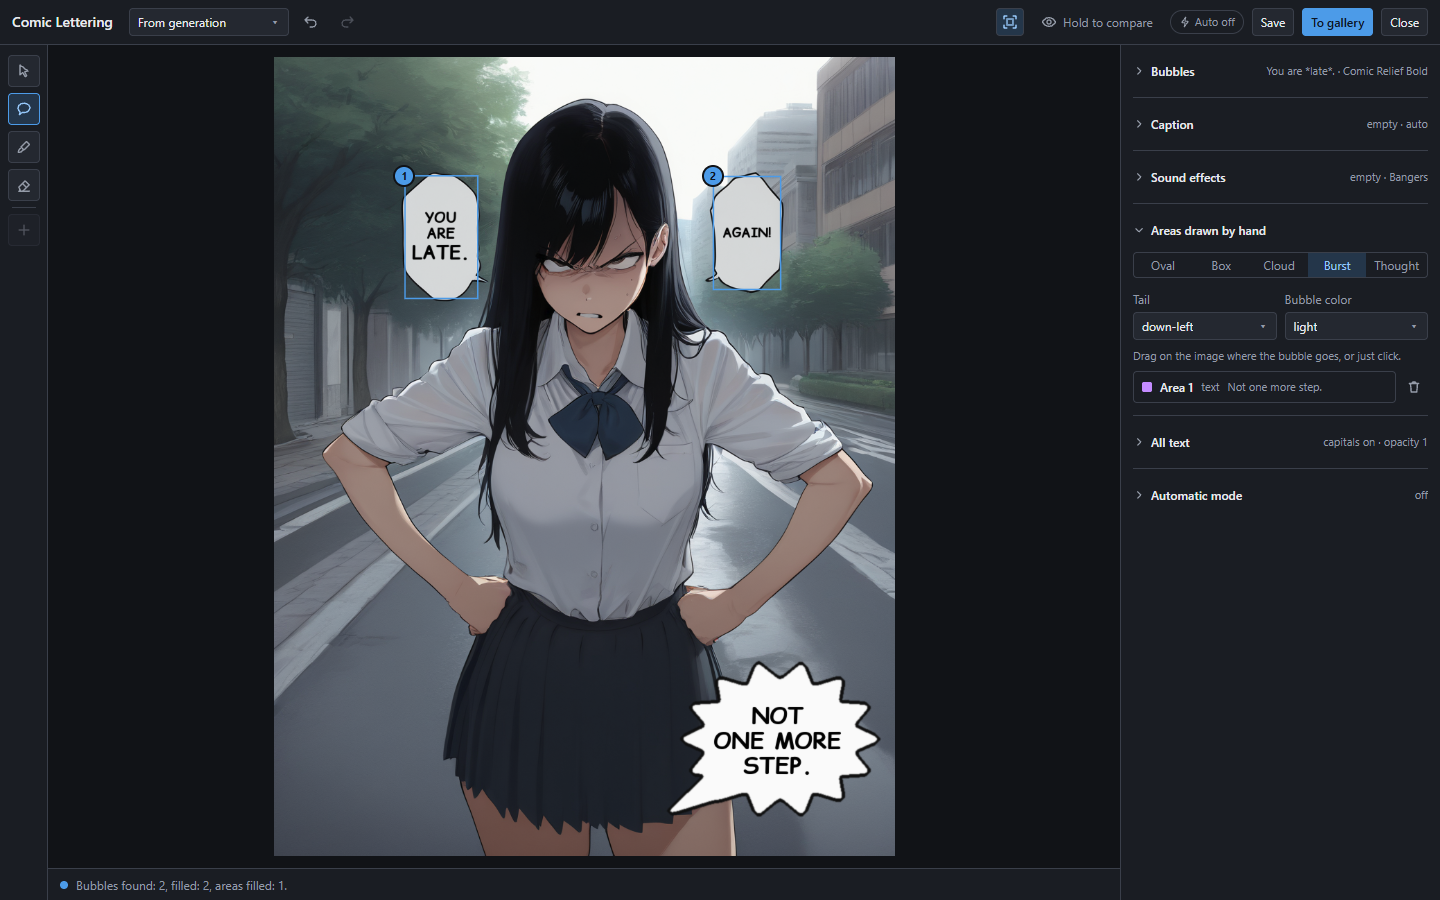 Comic Lettering
From generation
Hold to compare
Auto off
Save
To gallery
Close
1
YOU
ARE
LATE.
2
AGAIN!
NOT
ONE MORE
STEP.
Bubbles
You are *late*. · Comic Relief Bold
Caption
empty · auto
Sound effects
empty · Bangers
Areas drawn by hand
Oval
Box
Cloud
Burst
Thought
Tail
Bubble color
down-left
light
Drag on the image where the bubble goes, or just click.
Area 1 text Not one more step.
All text
capitals on · opacity 1
Automatic mode
off
Bubbles found: 2, filled: 2, areas filled: 1.